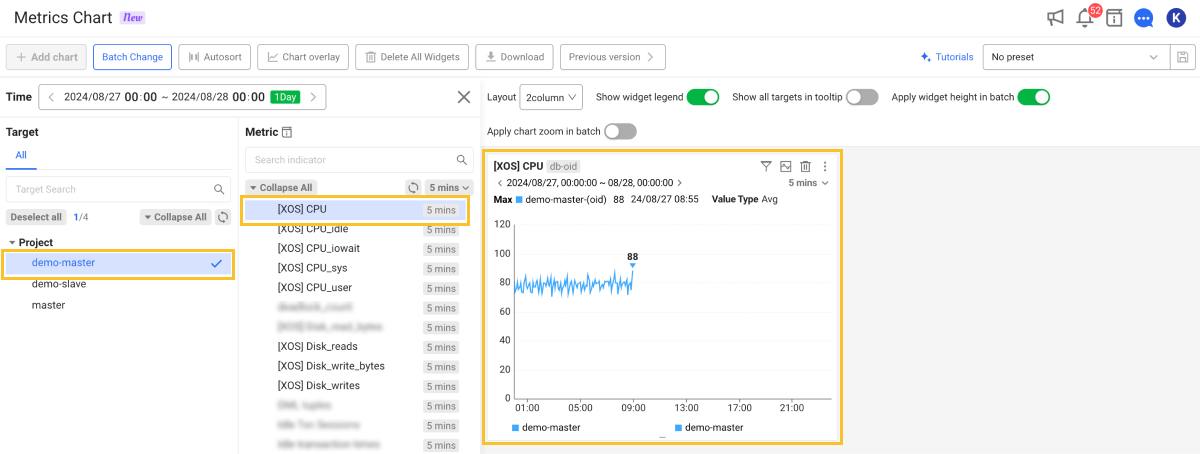 Metrics Chart New
52
K
+ Add chart Batch Change Autosort Chart overlay Delete All Widgets Download Previous version Tutorials No preset
Time 2024/08/27 00:00 ~ 2024/08/28 00:00 1Day
Layout 2column Show widget legend Show all targets in tooltip Apply widget height in batch
Apply chart zoom in batch
Target
All
Target Search
Deselect all 1/4 Collapse All
Project
demo-master
demo-slave
master
Metric
Search indicator
Collapse All 5 mins
[XOS] CPU 5 mins
[XOS] CPU_idle 5 mins
[XOS] CPU_iowait 5 mins
[XOS] CPU_sys 5 mins
[XOS] CPU_user 5 mins
deadlock_count 5 mins
[XOS] Disk_read_bytes 5 mins
[XOS] Disk_reads 5 mins
[XOS] Disk_write_bytes 5 mins
[XOS] Disk_writes 5 mins
5 mins
5 mins
5 mins
[XOS] CPU db-oid
2024/08/27, 00:00:00 ~ 08/28, 00:00:00 5 mins
Max demo-master-(oid) 88 24/08/27 08:55 Value Type Avg
120
100
80
60
40
20
0
88
01:00 05:00 09:00 13:00 17:00 21:00
demo-master demo-master